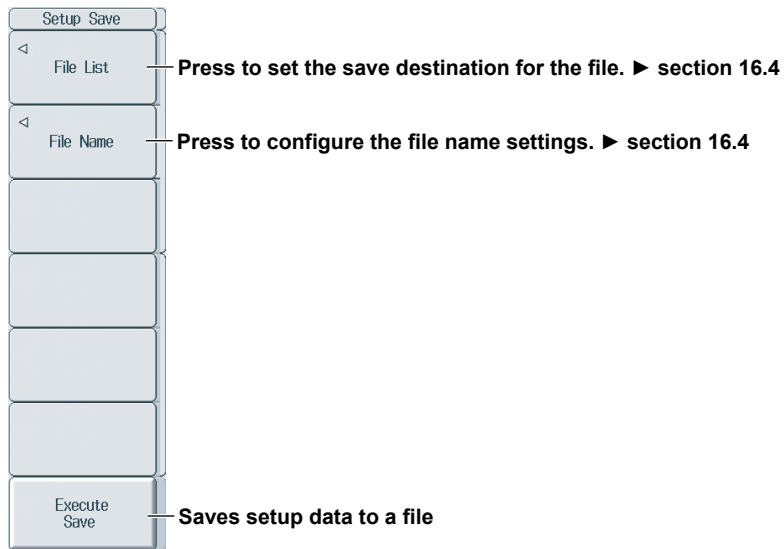 Setup Save
File List
Press to set the save destination for the file. ► section 16.4
File Name
Press to configure the file name settings. ► section 16.4
Execute
Save
Saves setup data to a file